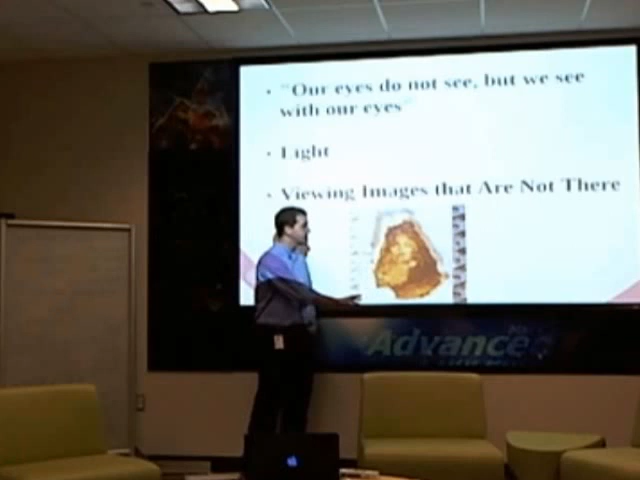 • "Our eyes do not see, but we see
with our eyes"
• Light
• Viewing Images that Are Not There
Advance